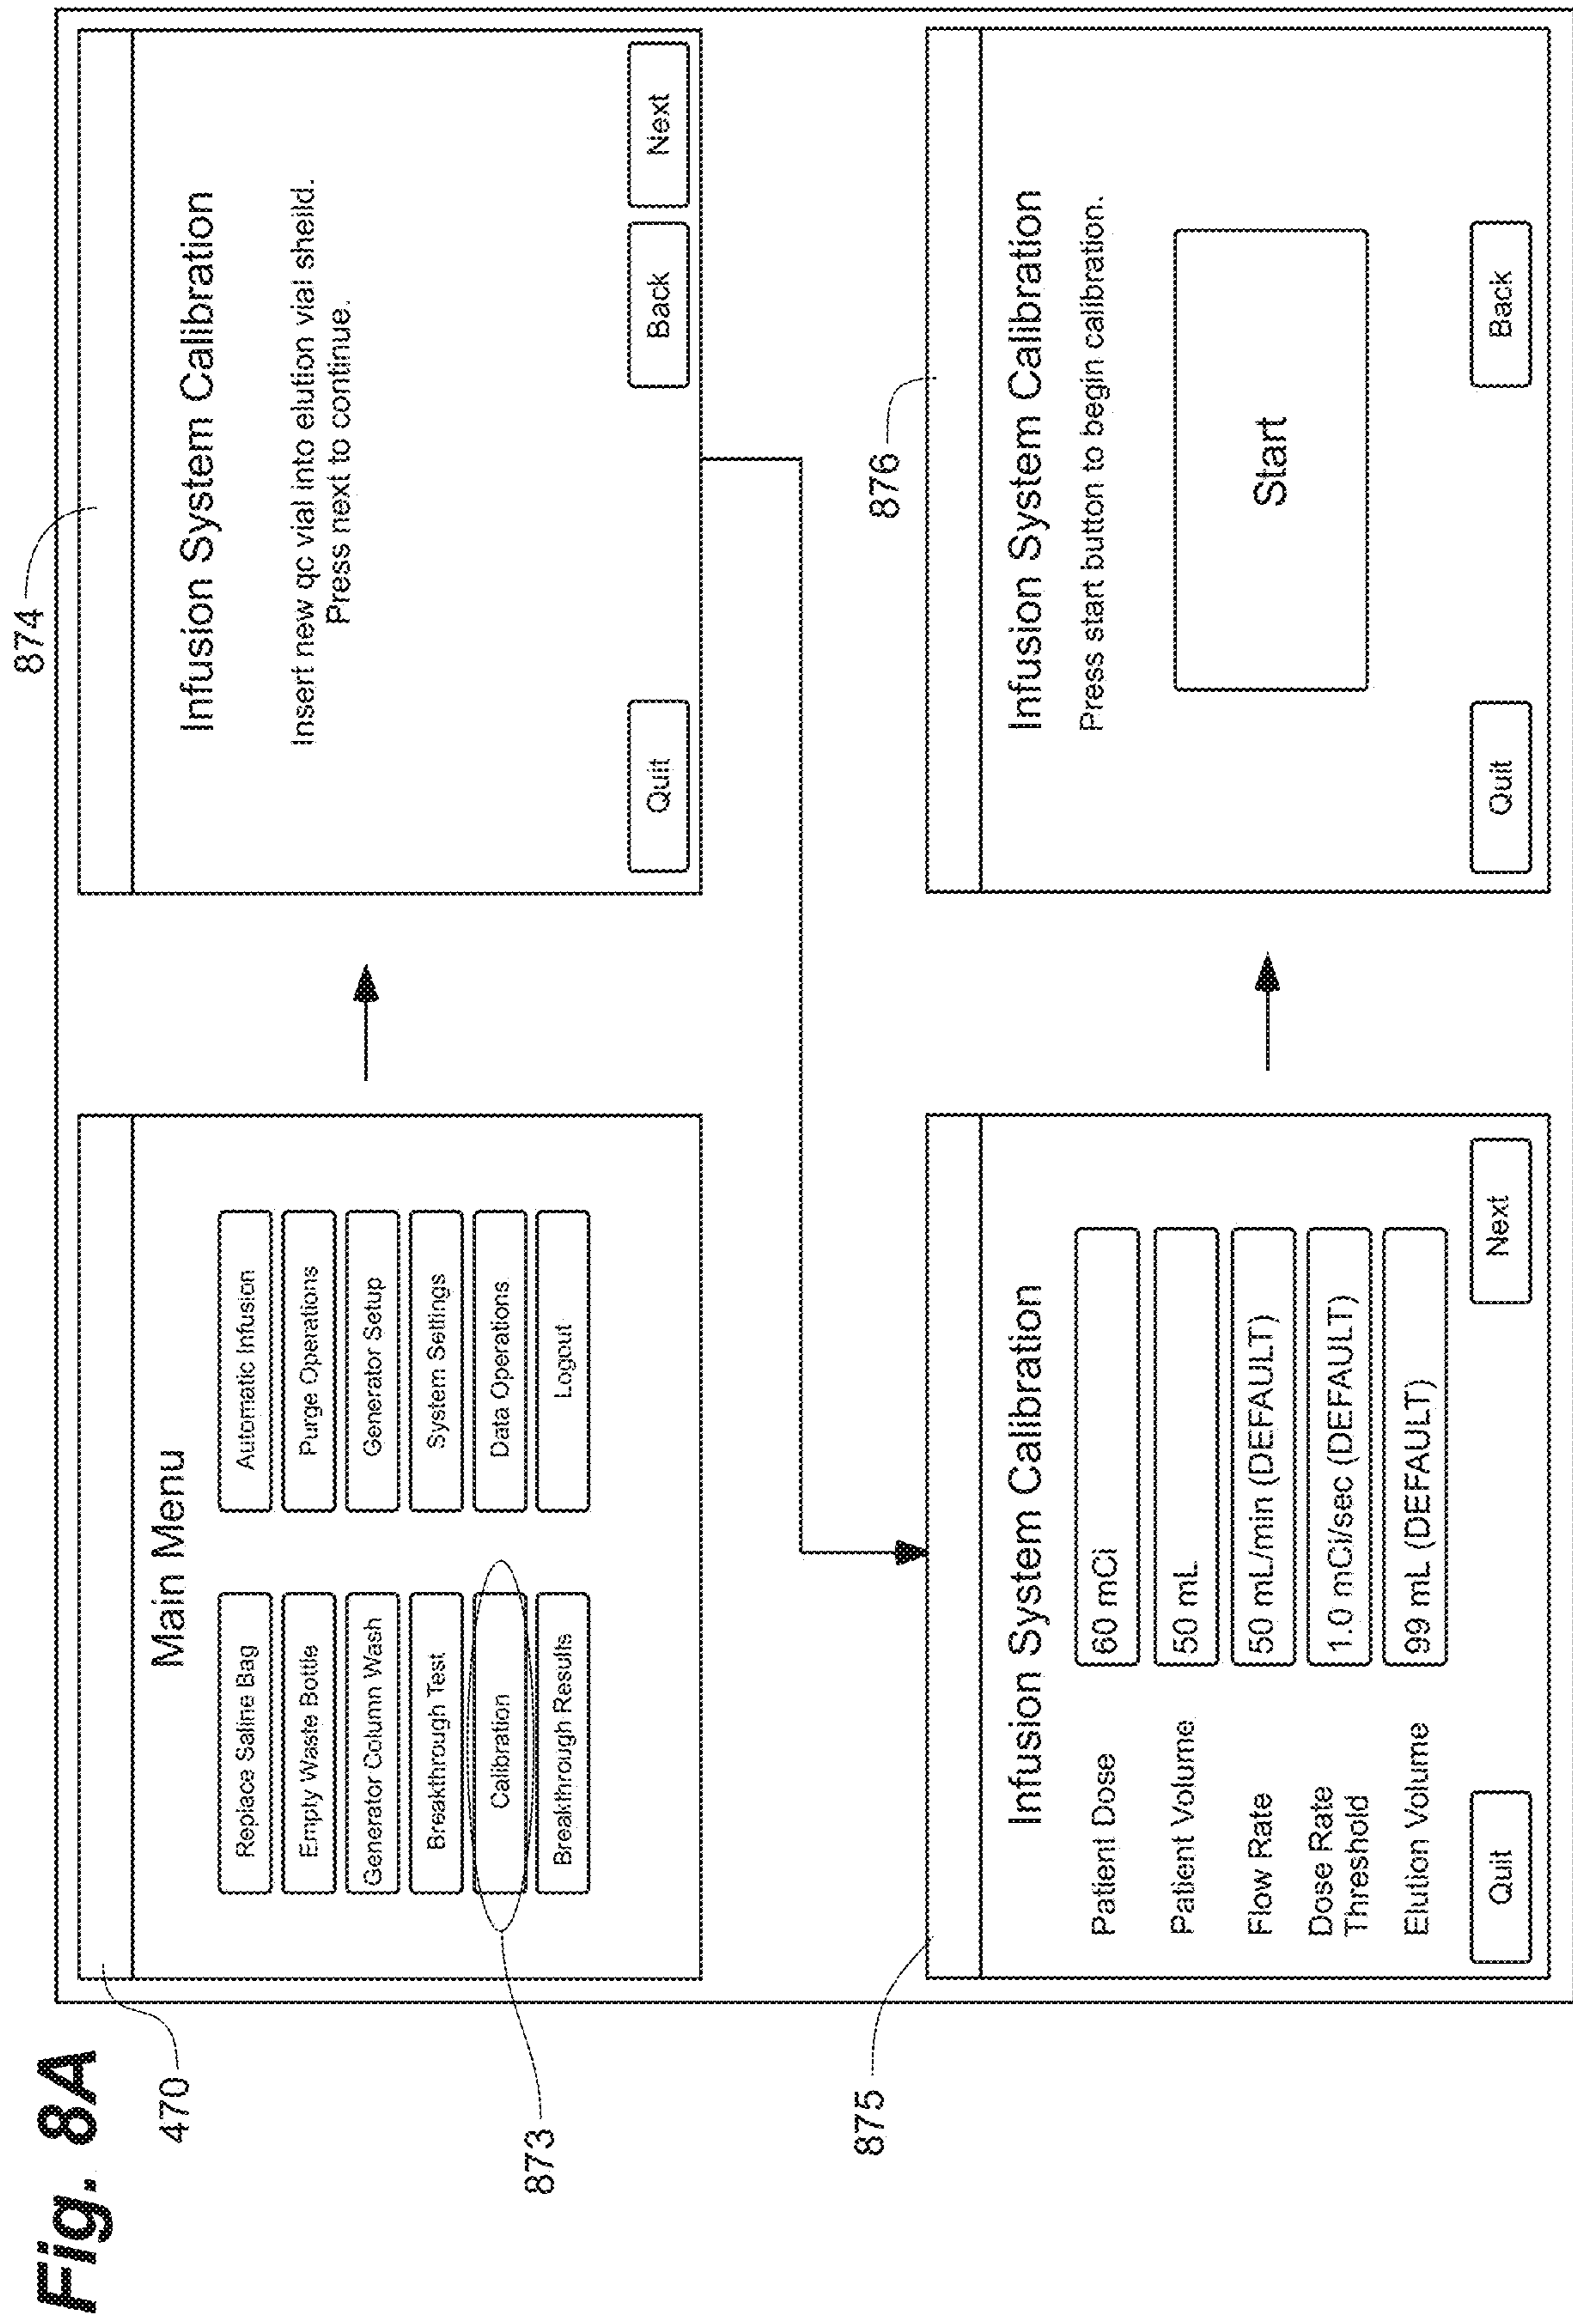 Fig. 8A
470
Main Menu
Replace Saline Bag
Automatic Infusion
Empty Waste Bottle
Purge Operations
Generator Column Wash
Generator Setup
Breakthrough Test
System Settings
Calibration
Data Operations
Breakthrough Results
Logout
873
874
Infusion System Calibration
Insert new qc vial into elution vial sheild.
Press next to continue.
Quit
Back
Next
875
Infusion System Calibration
Patient Dose
60 mCi
Patient Volume
50 mL
Flow Rate
50 mL/min (DEFAULT)
Dose Rate
Threshold
1.0 mCi/sec (DEFAULT)
Elution Volume
99 mL (DEFAULT)
Quit
Next
876
Infusion System Calibration
Press start button to begin calibration.
Start
Quit
Back